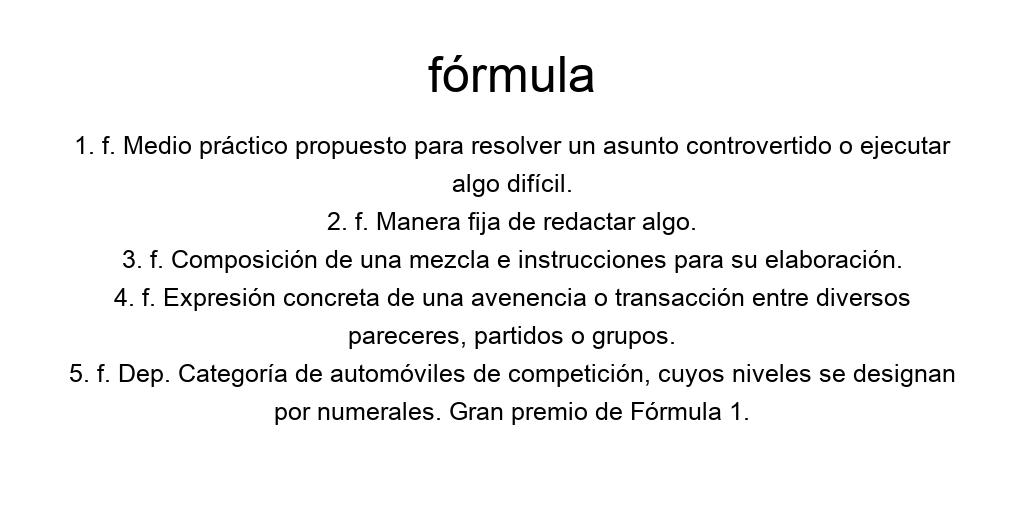 fórmula
1. f. Medio práctico propuesto para resolver un asunto controvertido o ejecutar
algo difícil.
2. f. Manera fija de redactar algo.
3. f. Composición de una mezcla e instrucciones para su elaboración.
4. f. Expresión concreta de una avenencia o transacción entre diversos
pareceres, partidos o grupos.
5. f. Dep. Categoría de automóviles de competición, cuyos niveles se designan
por numerales. Gran premio de Fórmula 1.